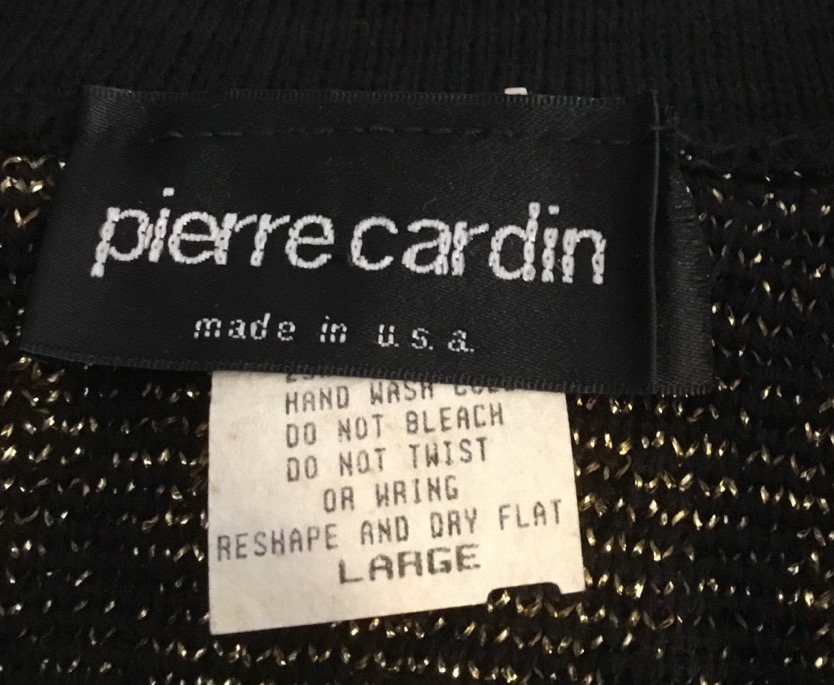 pierre cardin
made in u.s.a.
HAND WASH
DO NOT BLEACH
DO NOT TWIST
OR WRING
RESHAPE AND DRY FLAT
LARGE